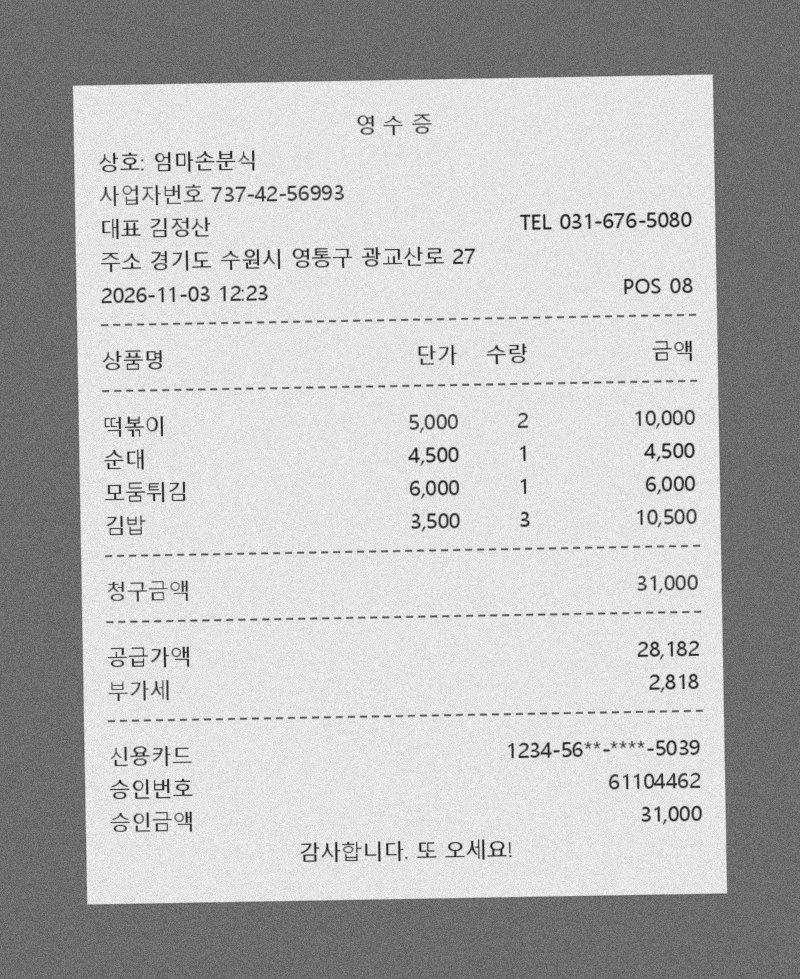 영 수 증
상호: 엄마손분식
사업자번호 737-42-56993
대표 김정산 TEL 031-676-5080
주소 경기도 수원시 영통구 광교산로 27
2026-11-03 12:23 POS 08
상품명 단가 수량 금액
떡볶이 5,000 2 10,000
순대 4,500 1 4,500
모둠튀김 6,000 1 6,000
김밥 3,500 3 10,500
청구금액 31,000
공급가액 28,182
부가세 2,818
신용카드 1234-56**-****-5039
승인번호 61104462
승인금액 31,000
감사합니다. 또 오세요!